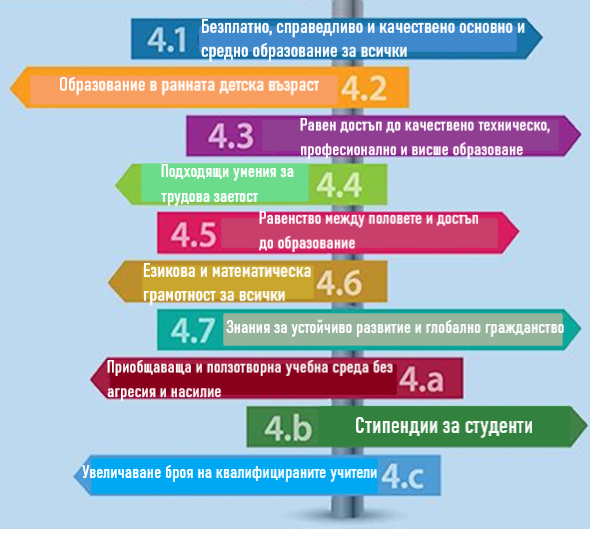 4.1 Безплатно, справедливо и качествено основно и
средно образование за всички
Образование в ранната детска възраст 4.2
4.3 Равен достъп до качествено техническо,
професионално и висше образоване
Подходящи умения за
трудова заетост 4.4
4.5 Равенство между половете и достъп
до образование
Езикова и математическа
грамотност за всички 4.6
4.7 Знания за устойчиво развитие и глобално гражданство
Приобщаваща и ползотворна учебна среда без
агресия и насилие 4.a
4.b Стипендии за студенти
Увеличаване броя на квалифицираните учители 4.c